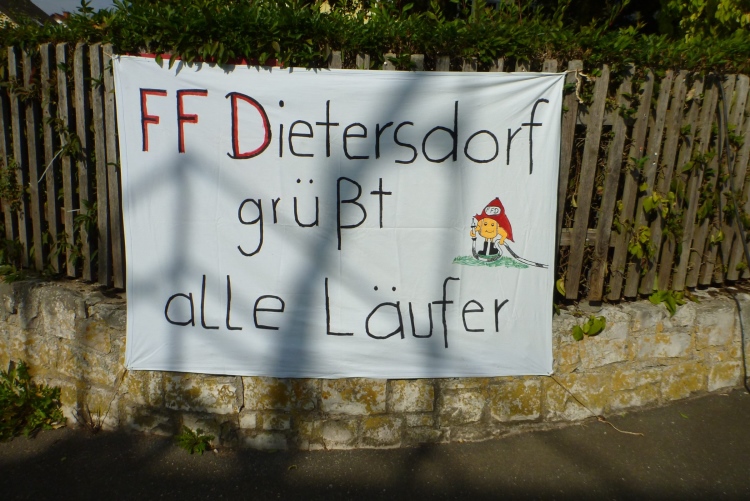 FF Dietersdorf
grüßt
alle Läufer